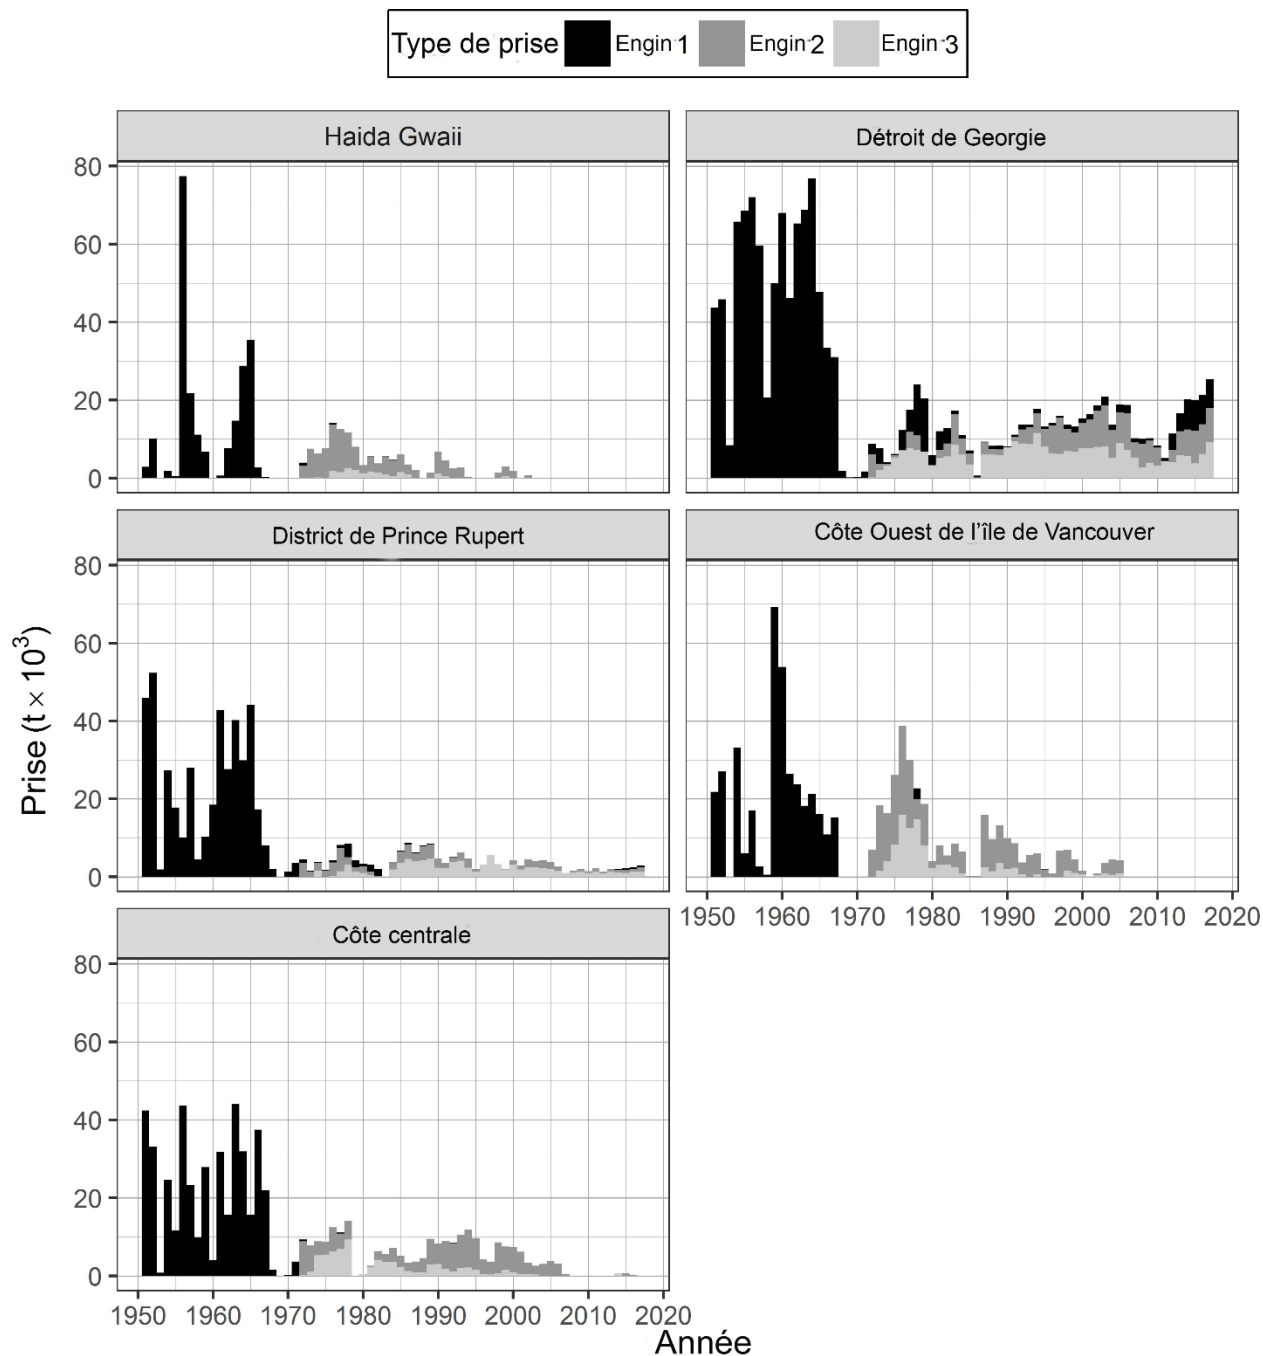 Type de prise Engin 1 Engin 2 Engin 3
Haida Gwaii
Détroit de Georgie
80
60
40
20
0
District de Prince Rupert
Côte Ouest de l'île de Vancouver
80
60
40
20
0
1950 1960 1970 1980 1990 2000 2010 2020
Côte centrale
80
60
40
20
0
1950 1960 1970 1980 1990 2000 2010 2020
Prise (t × 10³)
Année